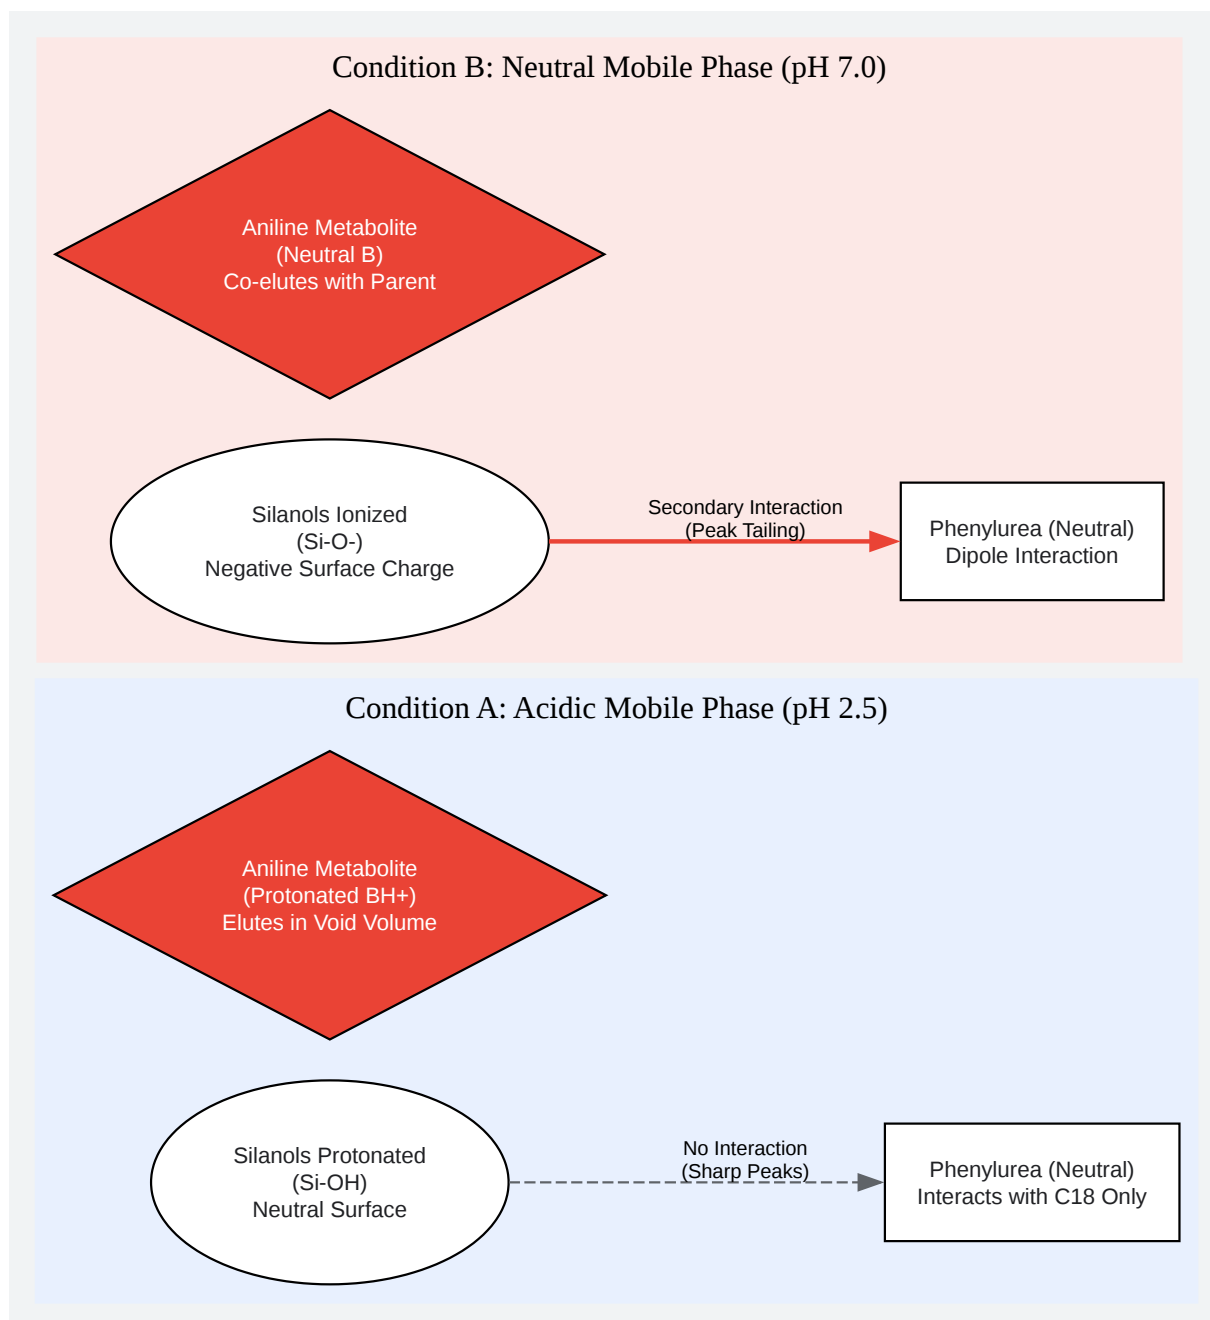 Condition B: Neutral Mobile Phase (pH 7.0)
Aniline Metabolite
(Neutral B)
Co-elutes with Parent
Silanols Ionized
(Si-O-)
Negative Surface Charge
Secondary Interaction
(Peak Tailing)
Phenylurea (Neutral)
Dipole Interaction
Condition A: Acidic Mobile Phase (pH 2.5)
Aniline Metabolite
(Protonated BH+)
Elutes in Void Volume
Silanols Protonated
(Si-OH)
Neutral Surface
No Interaction
(Sharp Peaks)
Phenylurea (Neutral)
Interacts with C18 Only